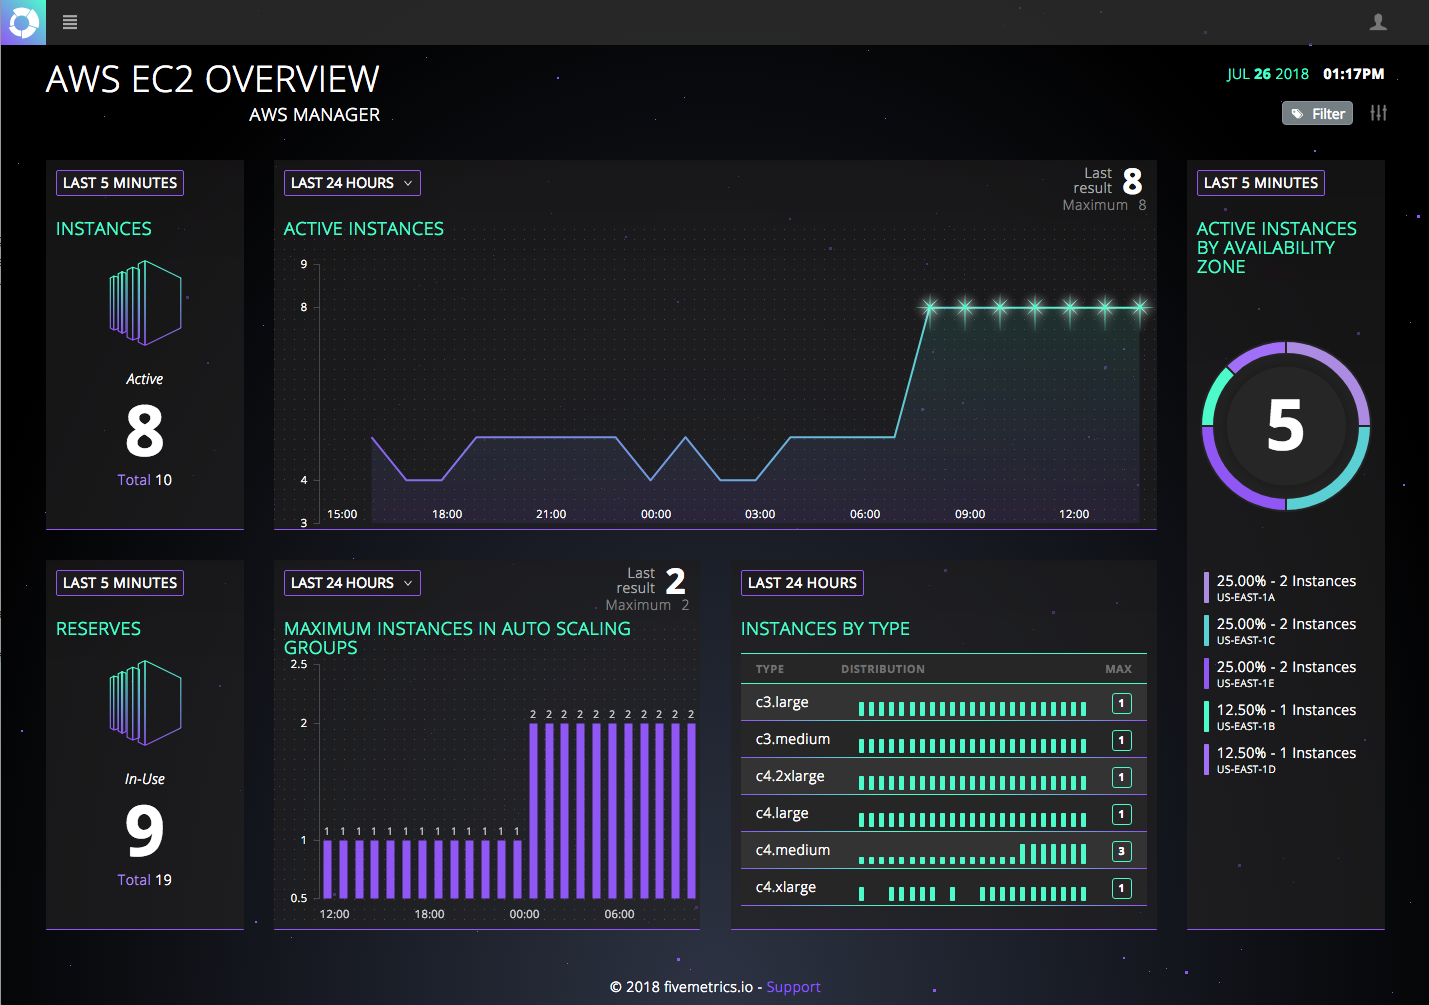 AWS EC2 OVERVIEW
AWS MANAGER
JUL 26 2018 01:17PM
Filter
LAST 5 MINUTES
INSTANCES
Active
8
Total 10
LAST 24 HOURS
Last
result 8
Maximum 8
ACTIVE INSTANCES
9
8
4
3
15:00 18:00 21:00 00:00 03:00 06:00 09:00 12:00
LAST 5 MINUTES
ACTIVE INSTANCES
BY AVAILABILITY
ZONE
5
25.00% - 2 Instances
US-EAST-1A
25.00% - 2 Instances
US-EAST-1C
25.00% - 2 Instances
US-EAST-1E
12.50% - 1 Instances
US-EAST-1B
12.50% - 1 Instances
US-EAST-1D
LAST 5 MINUTES
RESERVES
In-Use
9
Total 19
LAST 24 HOURS
Last
result 2
Maximum 2
MAXIMUM INSTANCES IN AUTO SCALING
GROUPS
2.5
2 2 2 2 2 2 2 2 2 2 2
2
1 1 1 1 1 1 1 1 1 1 1 1 1
1
0.5
12:00 18:00 00:00 06:00
LAST 24 HOURS
INSTANCES BY TYPE
TYPE DISTRIBUTION MAX
c3.large 1
c3.medium 1
c4.2xlarge 1
c4.large 1
c4.medium 3
c4.xlarge 1
© 2018 fivemetrics.io - Support